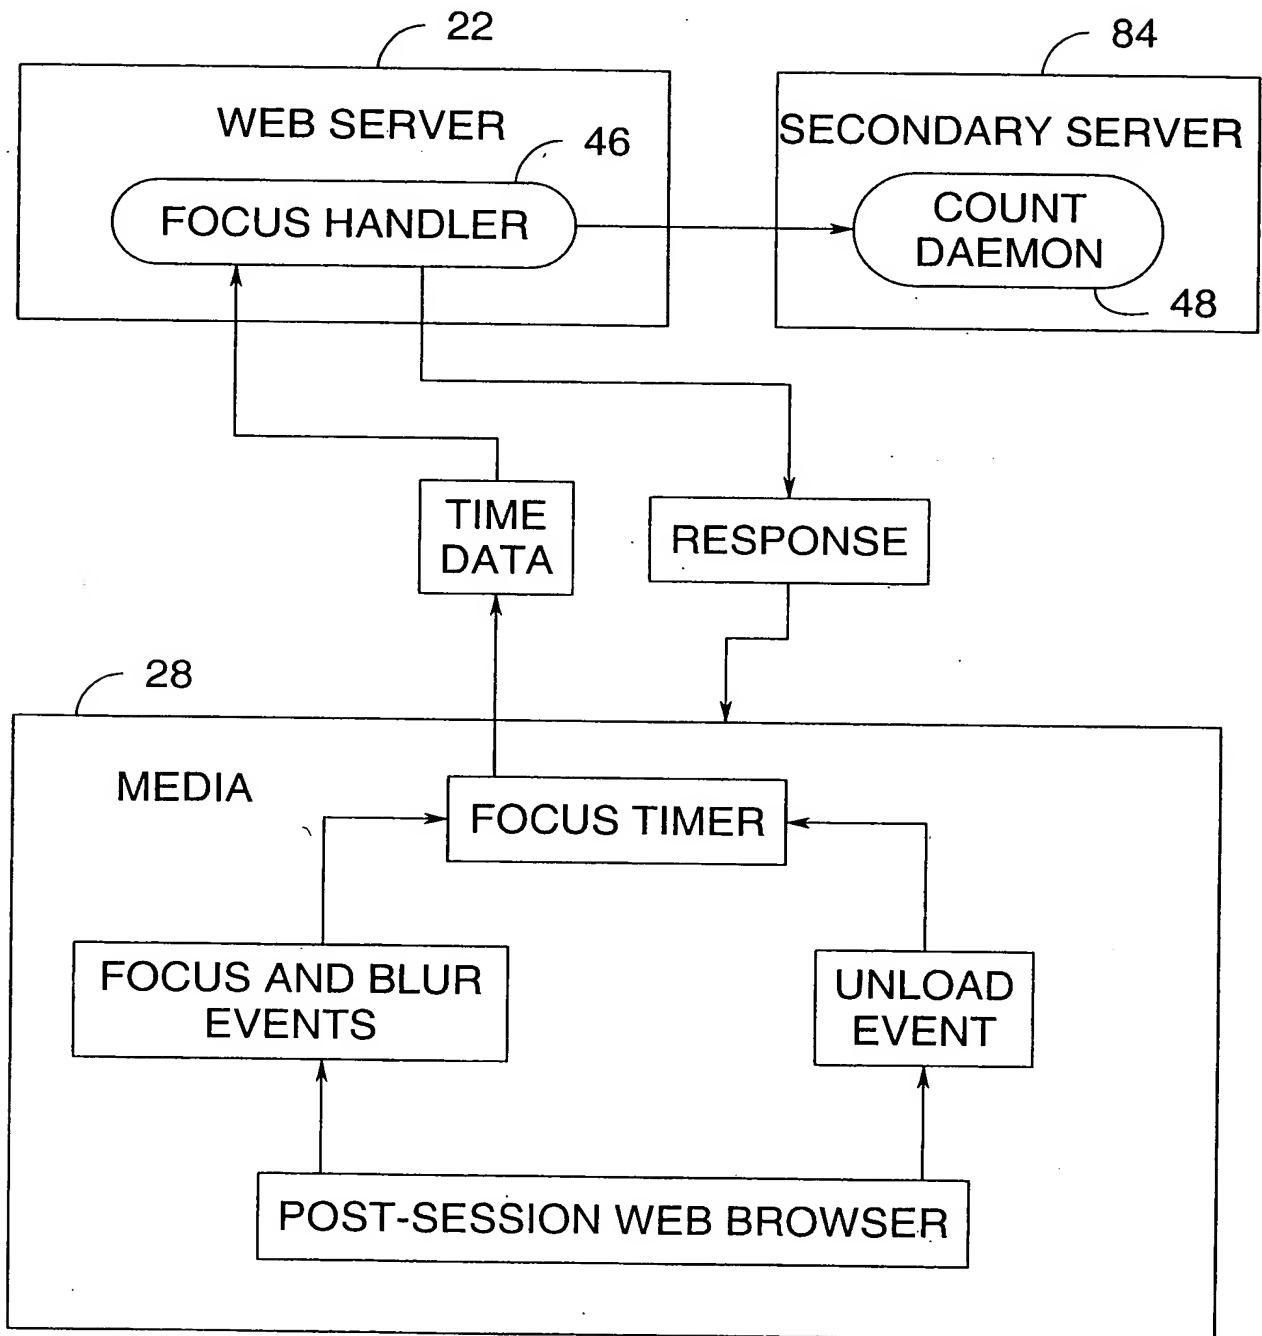 22
84
WEB SERVER
SECONDARY SERVER
46
FOCUS HANDLER
COUNT
DAEMON
48
TIME
DATA
RESPONSE
28
MEDIA
FOCUS TIMER
FOCUS AND BLUR
EVENTS
UNLOAD
EVENT
POST-SESSION WEB BROWSER